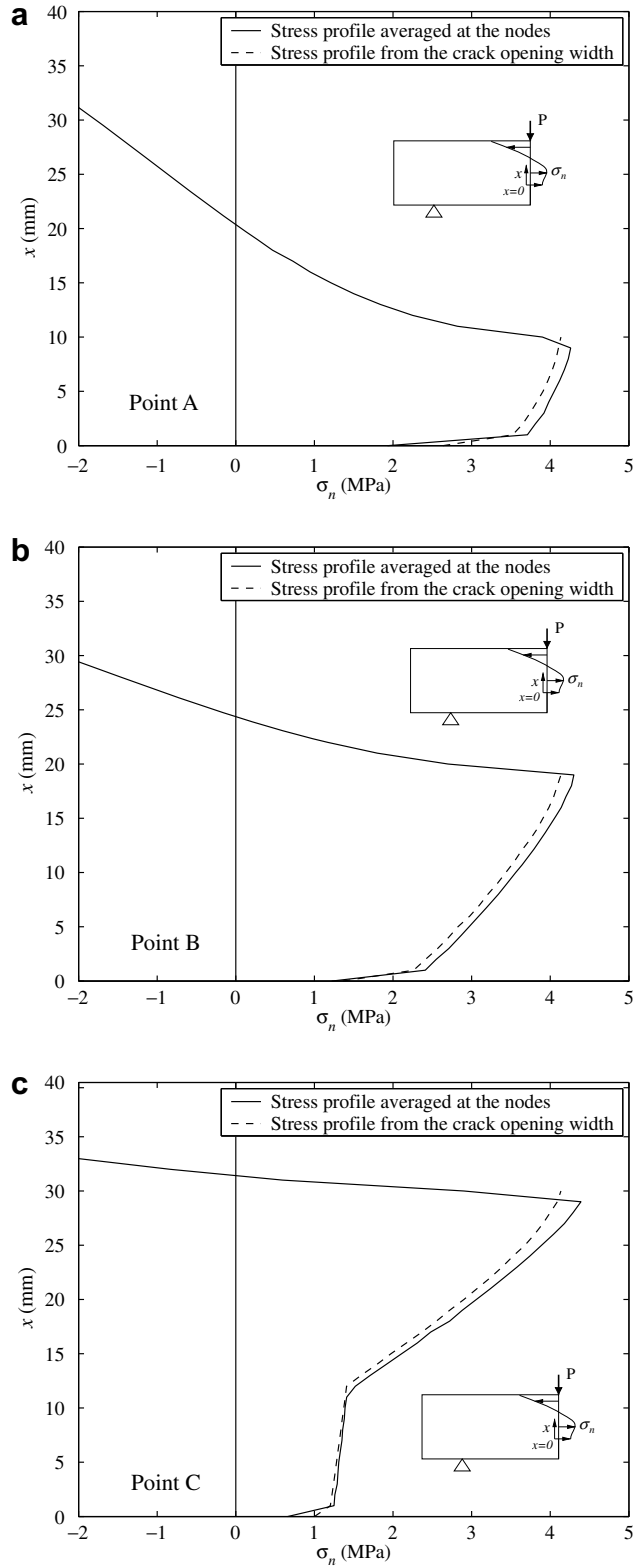 a
Stress profile averaged at the nodes
Stress profile from the crack opening width
40
35
30
25
20
15
10
5
0
x (mm)
P
x
σn
x=0
Point A
−2 −1 0 1 2 3 4 5
σn (MPa)
b
Stress profile averaged at the nodes
Stress profile from the crack opening width
40
35
30
25
20
15
10
5
0
x (mm)
P
x
σn
x=0
Point B
−2 −1 0 1 2 3 4 5
σn (MPa)
c
Stress profile averaged at the nodes
Stress profile from the crack opening width
40
35
30
25
20
15
10
5
0
x (mm)
P
x
σn
x=0
Point C
−2 −1 0 1 2 3 4 5
σn (MPa)